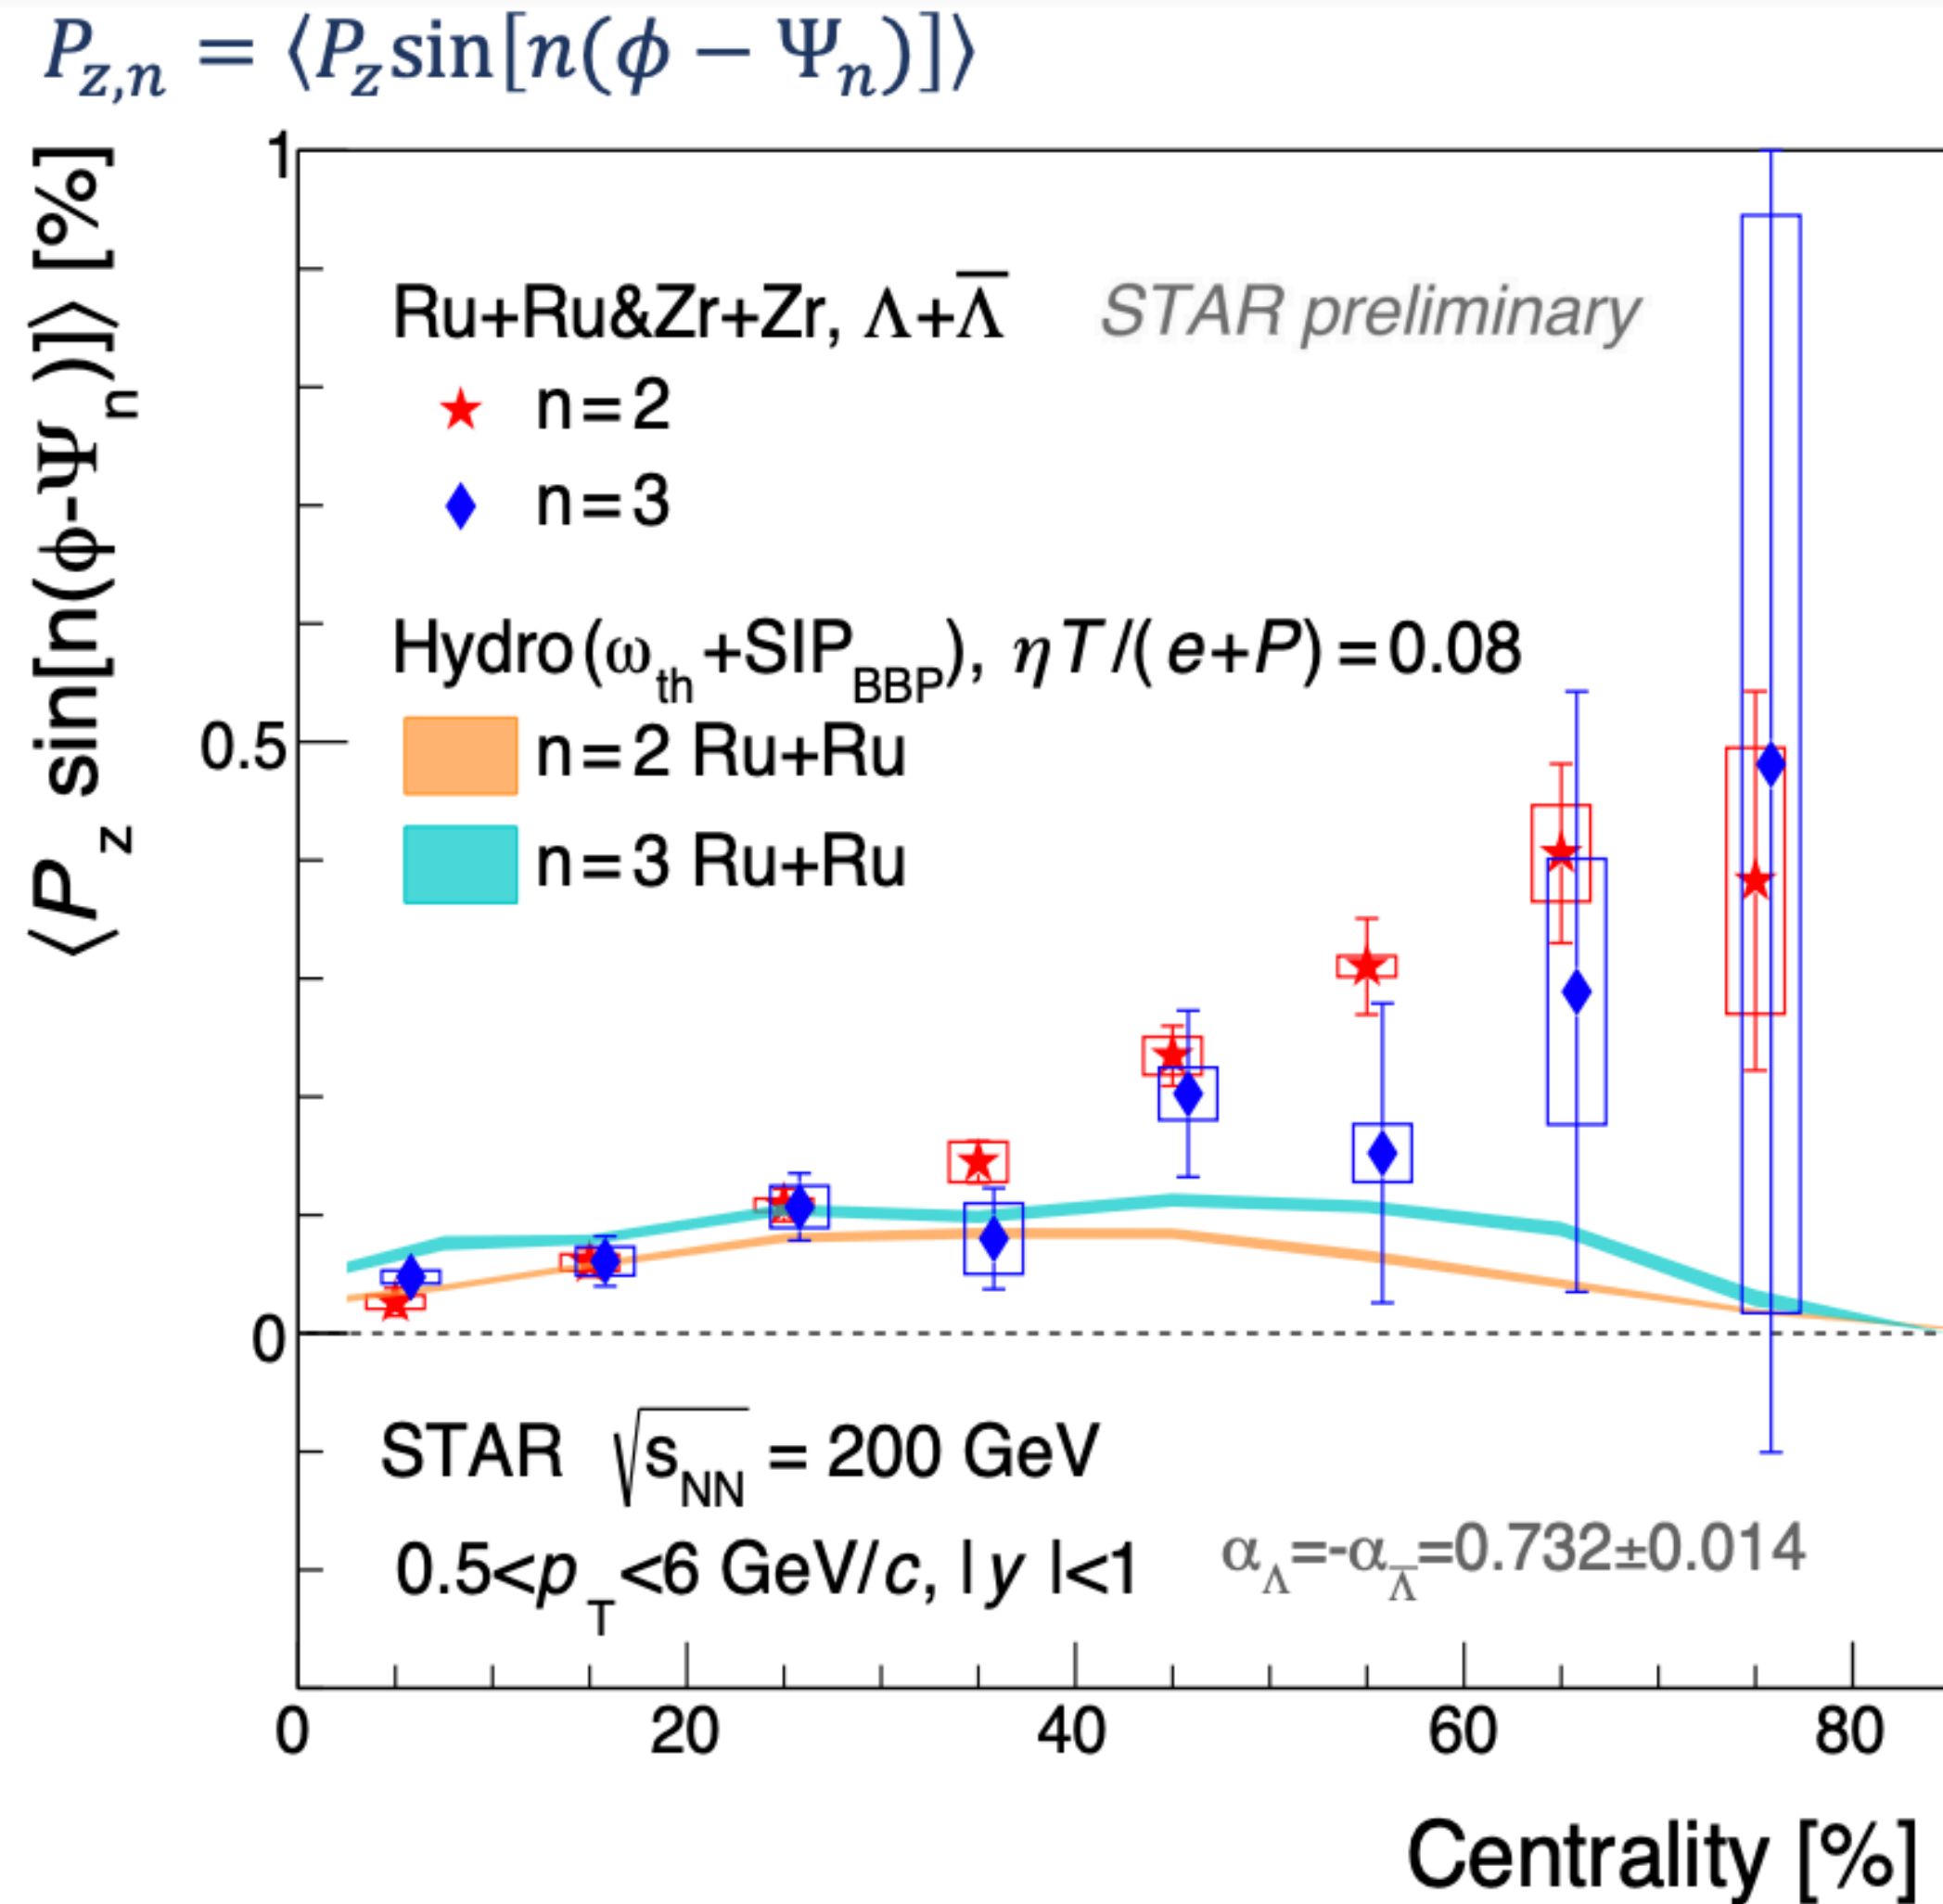 P_{z,n} = ⟨P_z sin[n(ϕ − Ψ_n)]⟩
⟨P_z sin[n(ϕ-Ψ_n)]⟩ [%]
1
0.5
0
Ru+Ru&Zr+Zr, Λ+Λ̅
STAR preliminary
n=2
n=3
Hydro(ω_th+SIP_BBP), ηT/(e+P)=0.08
n=2 Ru+Ru
n=3 Ru+Ru
STAR √s_NN = 200 GeV
0.5<p_T<6 GeV/c, |y|<1
α_Λ=-α_Λ̅=0.732±0.014
0 20 40 60 80
Centrality [%]